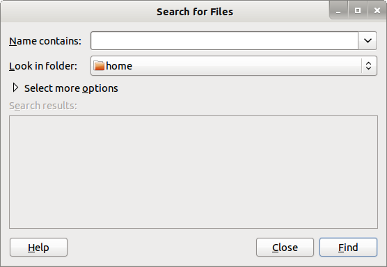 Search for Files
Name contains:
Look in folder: home
Select more options
Search results:
Help Close Find